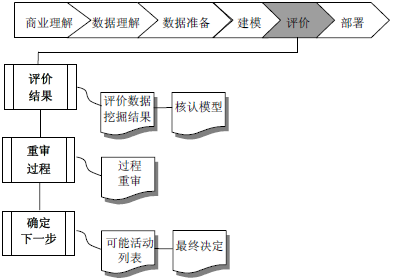 商业理解
数据理解
数据准备
建模
评价
部署
评价
结果
评价数据
挖掘结果
核认模型
重审
过程
过程
重审
确定
下一步
可能活动
列表
最终决定